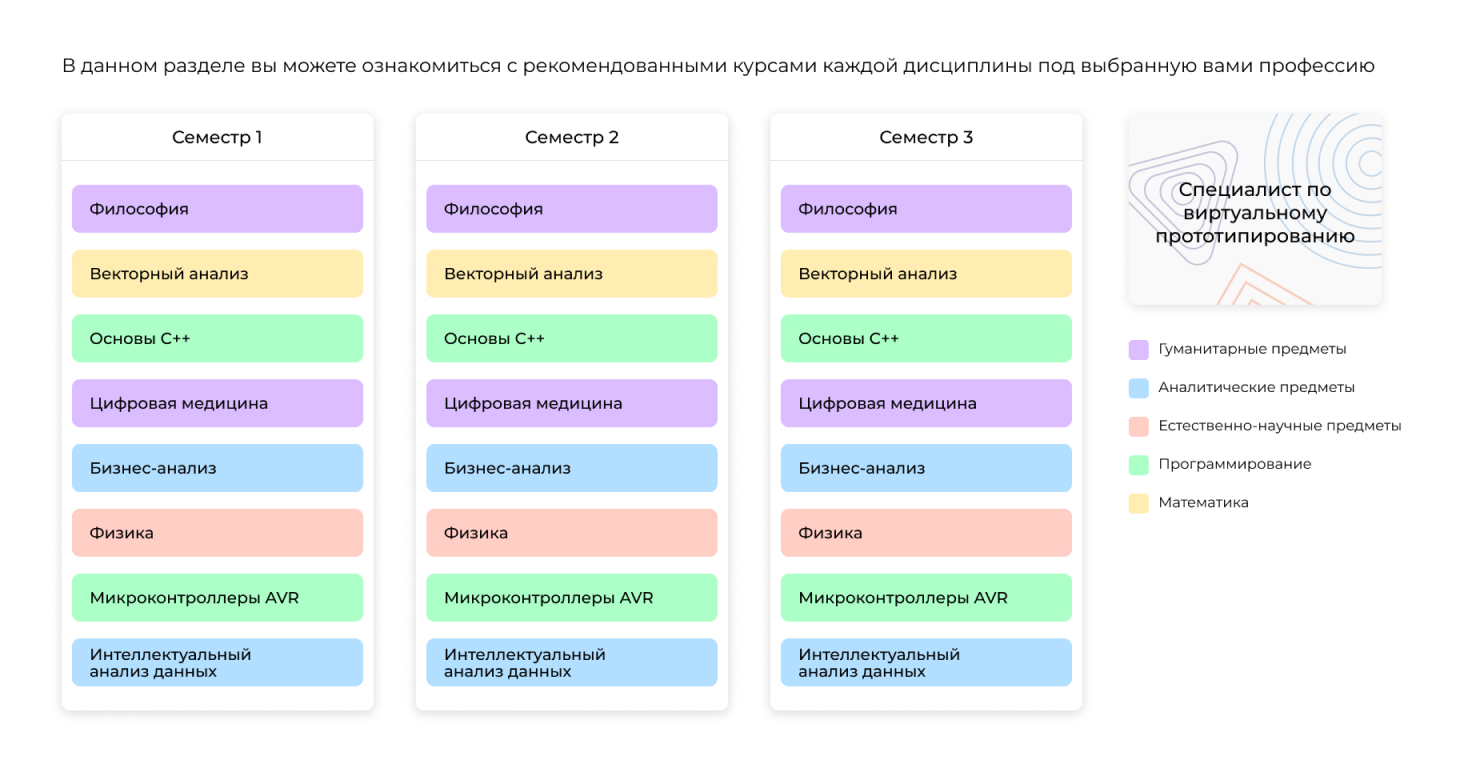 В данном разделе вы можете ознакомиться с рекомендованными курсами каждой дисциплины под выбранную вами профессию
Семестр 1
Философия
Векторный анализ
Основы C++
Цифровая медицина
Бизнес-анализ
Физика
Микроконтроллеры AVR
Интеллектуальный
анализ данных
Семестр 2
Философия
Векторный анализ
Основы C++
Цифровая медицина
Бизнес-анализ
Физика
Микроконтроллеры AVR
Интеллектуальный
анализ данных
Семестр 3
Философия
Векторный анализ
Основы C++
Цифровая медицина
Бизнес-анализ
Физика
Микроконтроллеры AVR
Интеллектуальный
анализ данных
Специалист по
виртуальному
прототипированию
Гуманитарные предметы
Аналитические предметы
Естественно-научные предметы
Программирование
Математика